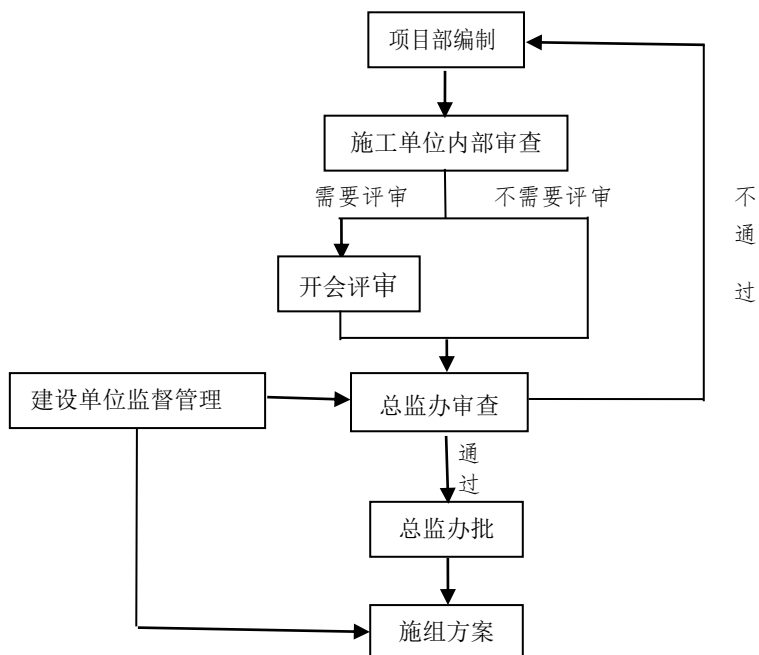 项目部编制
施工单位内部审查
需要评审
不需要评审
不
通
过
开会评审
建设单位监督管理
总监办审查
通
过
总监办批
施组方案